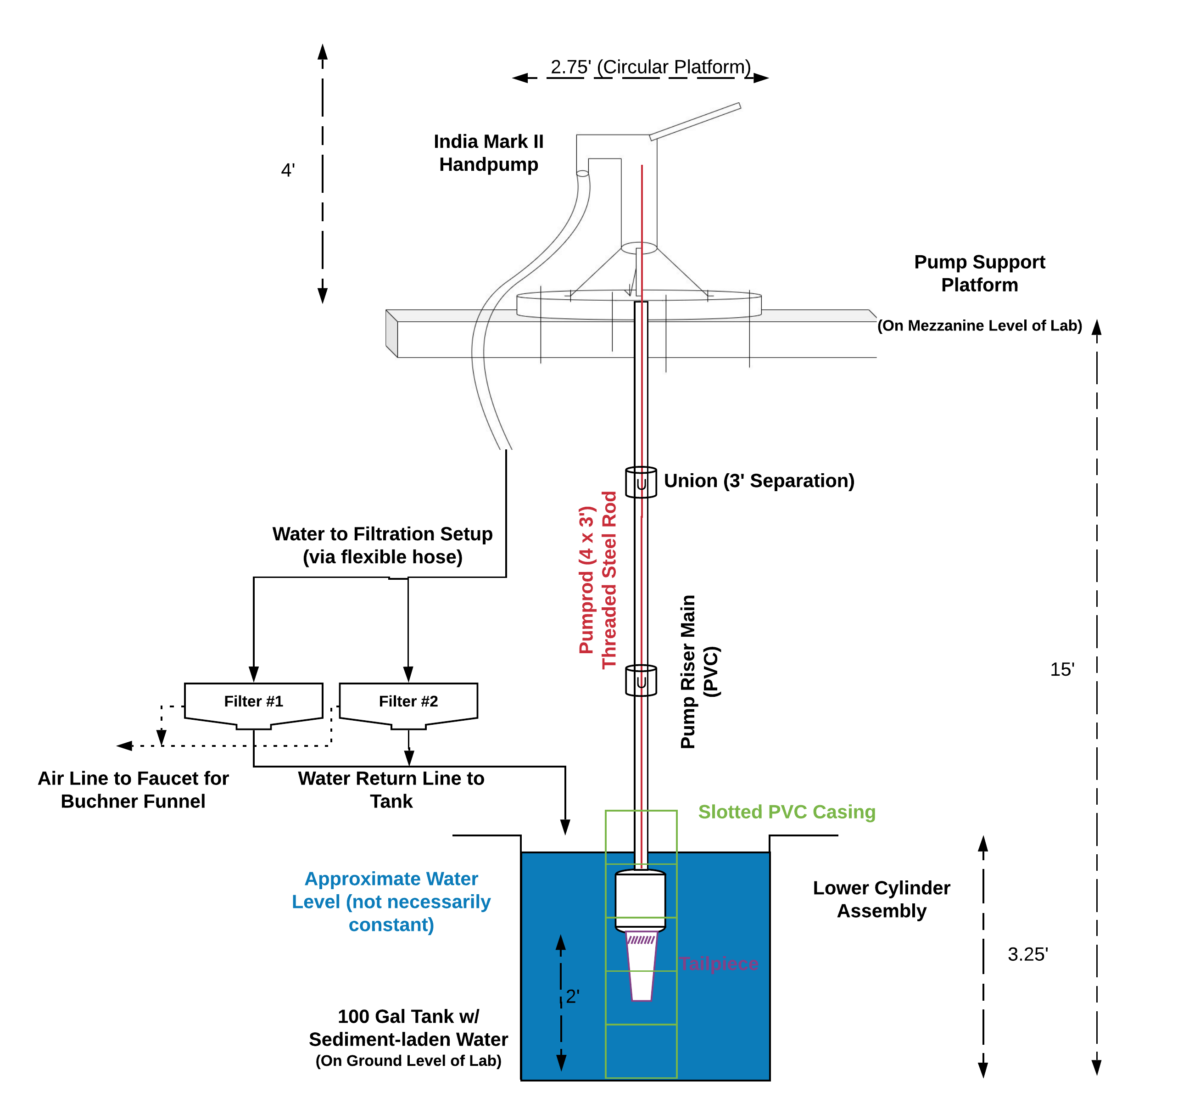 2.75' (Circular Platform)
India Mark II
Handpump
4'
Pump Support
Platform
(On Mezzanine Level of Lab)
Union (3' Separation)
Pumprod (4 x 3')
Threaded Steel Rod
Water to Filtration Setup
(via flexible hose)
Pump Riser Main
(PVC)
15'
Filter #1
Filter #2
Air Line to Faucet for
Buchner Funnel
Water Return Line to
Tank
Slotted PVC Casing
Approximate Water
Level (not necessarily
constant)
Lower Cylinder
Assembly
Tailpiece
3.25'
2'
100 Gal Tank w/
Sediment-laden Water
(On Ground Level of Lab)